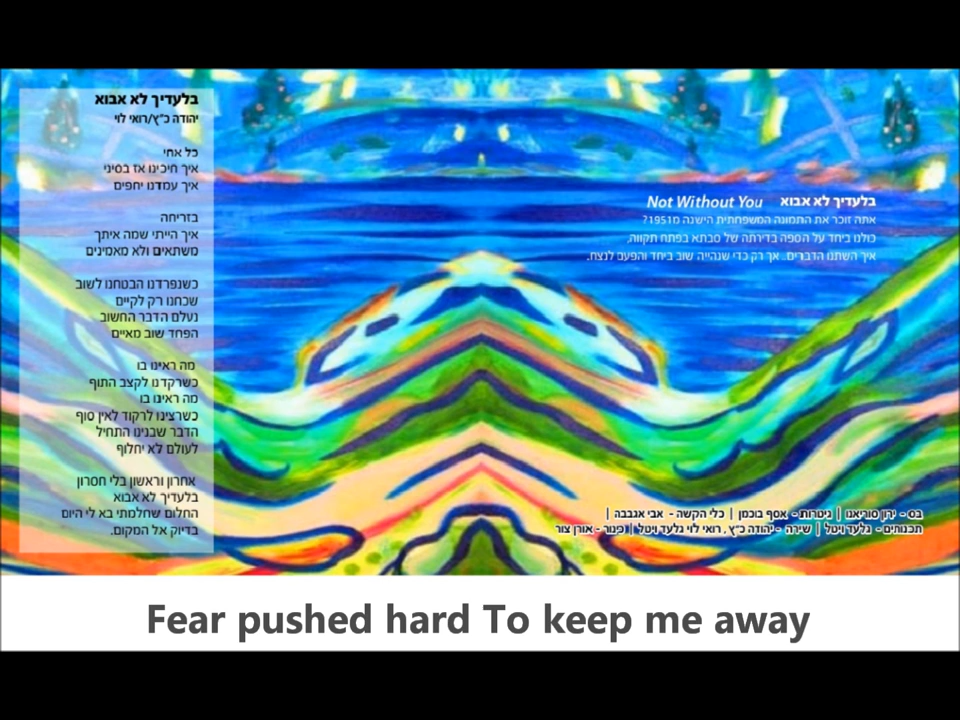 בלעדיך לא אבוא
יהודה כ"ץ/רואי לוי
כל אחי
איך חיכינו אז בסיני
איך עמדנו יחפים
בזריחה
איך הייתי שמה איתך
משתאים ולא מאמינים
כשנפרדנו הבטחנו לשוב
שכחנו רק לקיים
נעלם הדבר החשוב
הפחד שוב מאיים
מה ראינו בו
כשרקדנו לקצב התוף
מה ראינו בו
כשרצינו לרקוד לאין סוף
הדבר שבנינו התחיל
לעולם לא יחלוף
אחרון וראשון בלי חסרון
בלעדיך לא אבוא
החלום שחלמתי בא לי היום
בדיוק אל המקום.
בלעדיך לא אבוא Not Without You
אתה זוכר את התמונה המשפחתית הישנה מ1951?
כולנו ביחד על הספה בדירתה של סבתא בפתח תקווה,
איך השתנו הדברים.. אך רק כדי שנהייה שוב ביחד והפעם לנצח.
בס - ירון סוריאנו | גיטרות - אסף בוכמן | כלי הקשה - אבי אגבבה |
תכנותים - גלעד ויטל | שירה - יהודה כ"ץ, רואי לוי גלעד ויטל | כינור - אורן צור
Fear pushed hard To keep me away